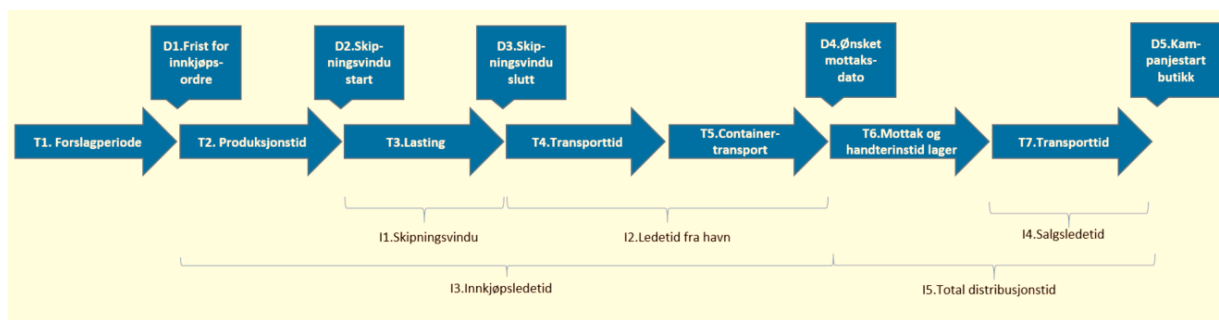 D1.Frist for
innkjøps-
ordre
D2.Skip-
ningsvindu
start
D3.Skip-
ningsvindu
slutt
D4.Ønsket
mottaks-
dato
D5.Kam-
panjestart
butikk
T1. Forslagperiode
T2. Produksjonstid
T3.Lasting
T4.Transporttid
T5.Container-
transport
T6.Mottak og
handterinstid lager
T7.Transporttid
I1.Skipningsvindu
I2.Ledetid fra havn
I4.Salgsledetid
I3.Innkjøpsledetid
I5.Total distribusjonstid